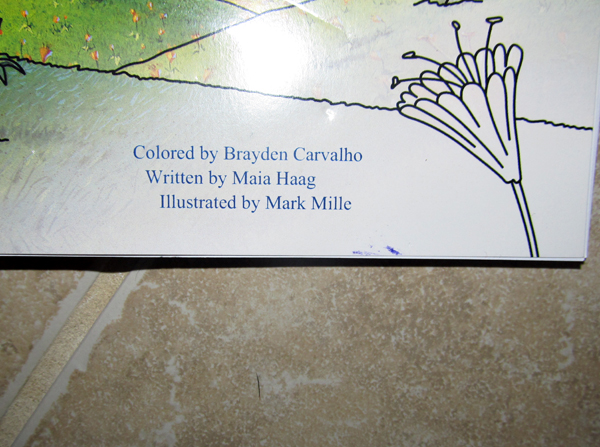 Colored by Brayden Carvalho
Written by Maia Haag
Illustrated by Mark Mille